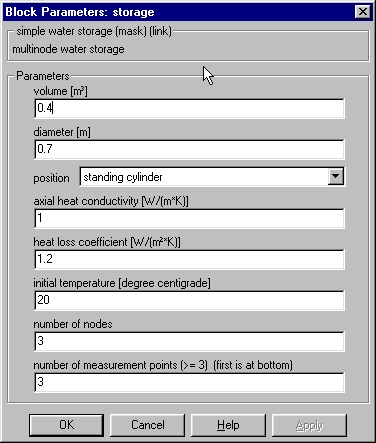 Block Parameters: storage
simple water storage (mask) (link)
multinode water storage
Parameters
volume [m³]
0.4
diameter [m]
0.7
position standing cylinder
axial heat conductivity [W/(m*K)]
1
heat loss coefficient [W/(m²*K)]
1.2
initial temperature [degree centigrade]
20
number of nodes
3
number of measurement points (>= 3) (first is at bottom)
3
OK Cancel Help Apply